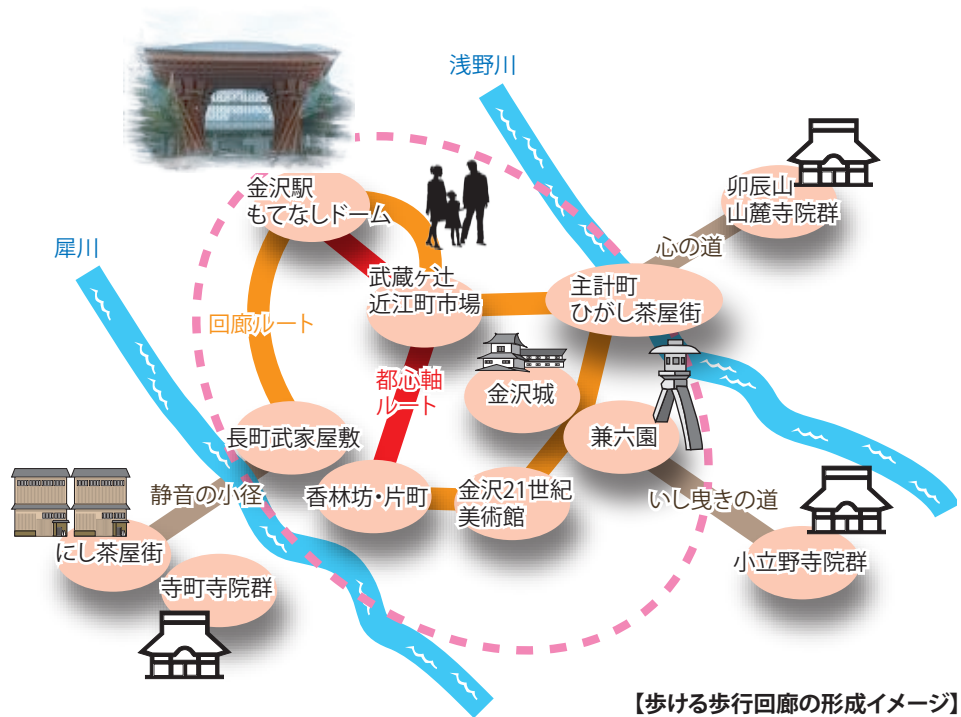 浅野川
金沢駅
もてなしドーム
卯辰山
山麓寺院群
心の道
犀川
武蔵ヶ辻
近江町市場
主計町
ひがし茶屋街
回廊ルート
都心軸
ルート
金沢城
長町武家屋敷
兼六園
静音の小径
香林坊・片町
金沢21世紀
美術館
いし曳きの道
にし茶屋街
小立野寺院群
寺町寺院群
【歩ける歩行回廊の形成イメージ】